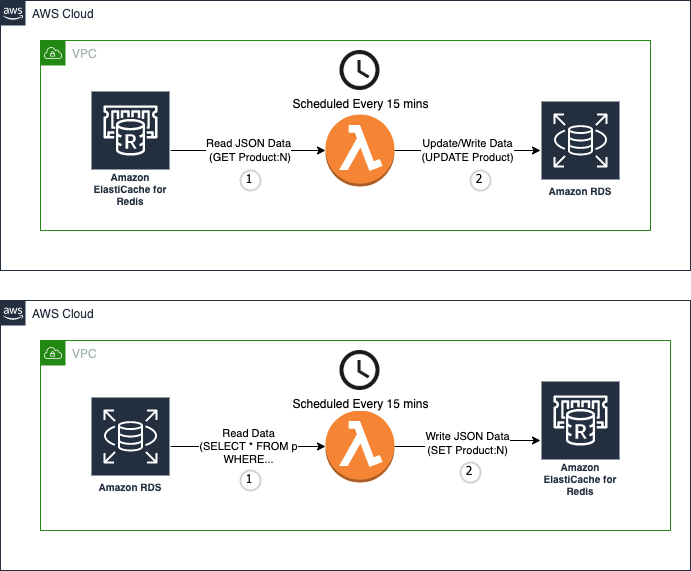 aws
AWS Cloud
VPC
Scheduled Every 15 mins
Read JSON Data
(GET Product:N)
1
Update/Write Data
(UPDATE Product)
2
R
Amazon
ElastiCache for
Redis
Amazon RDS
aws
AWS Cloud
VPC
Scheduled Every 15 mins
Read Data
(SELECT * FROM p
WHERE...
1
Write JSON Data
(SET Product:N)
2
R
Amazon RDS
Amazon
ElastiCache for
Redis